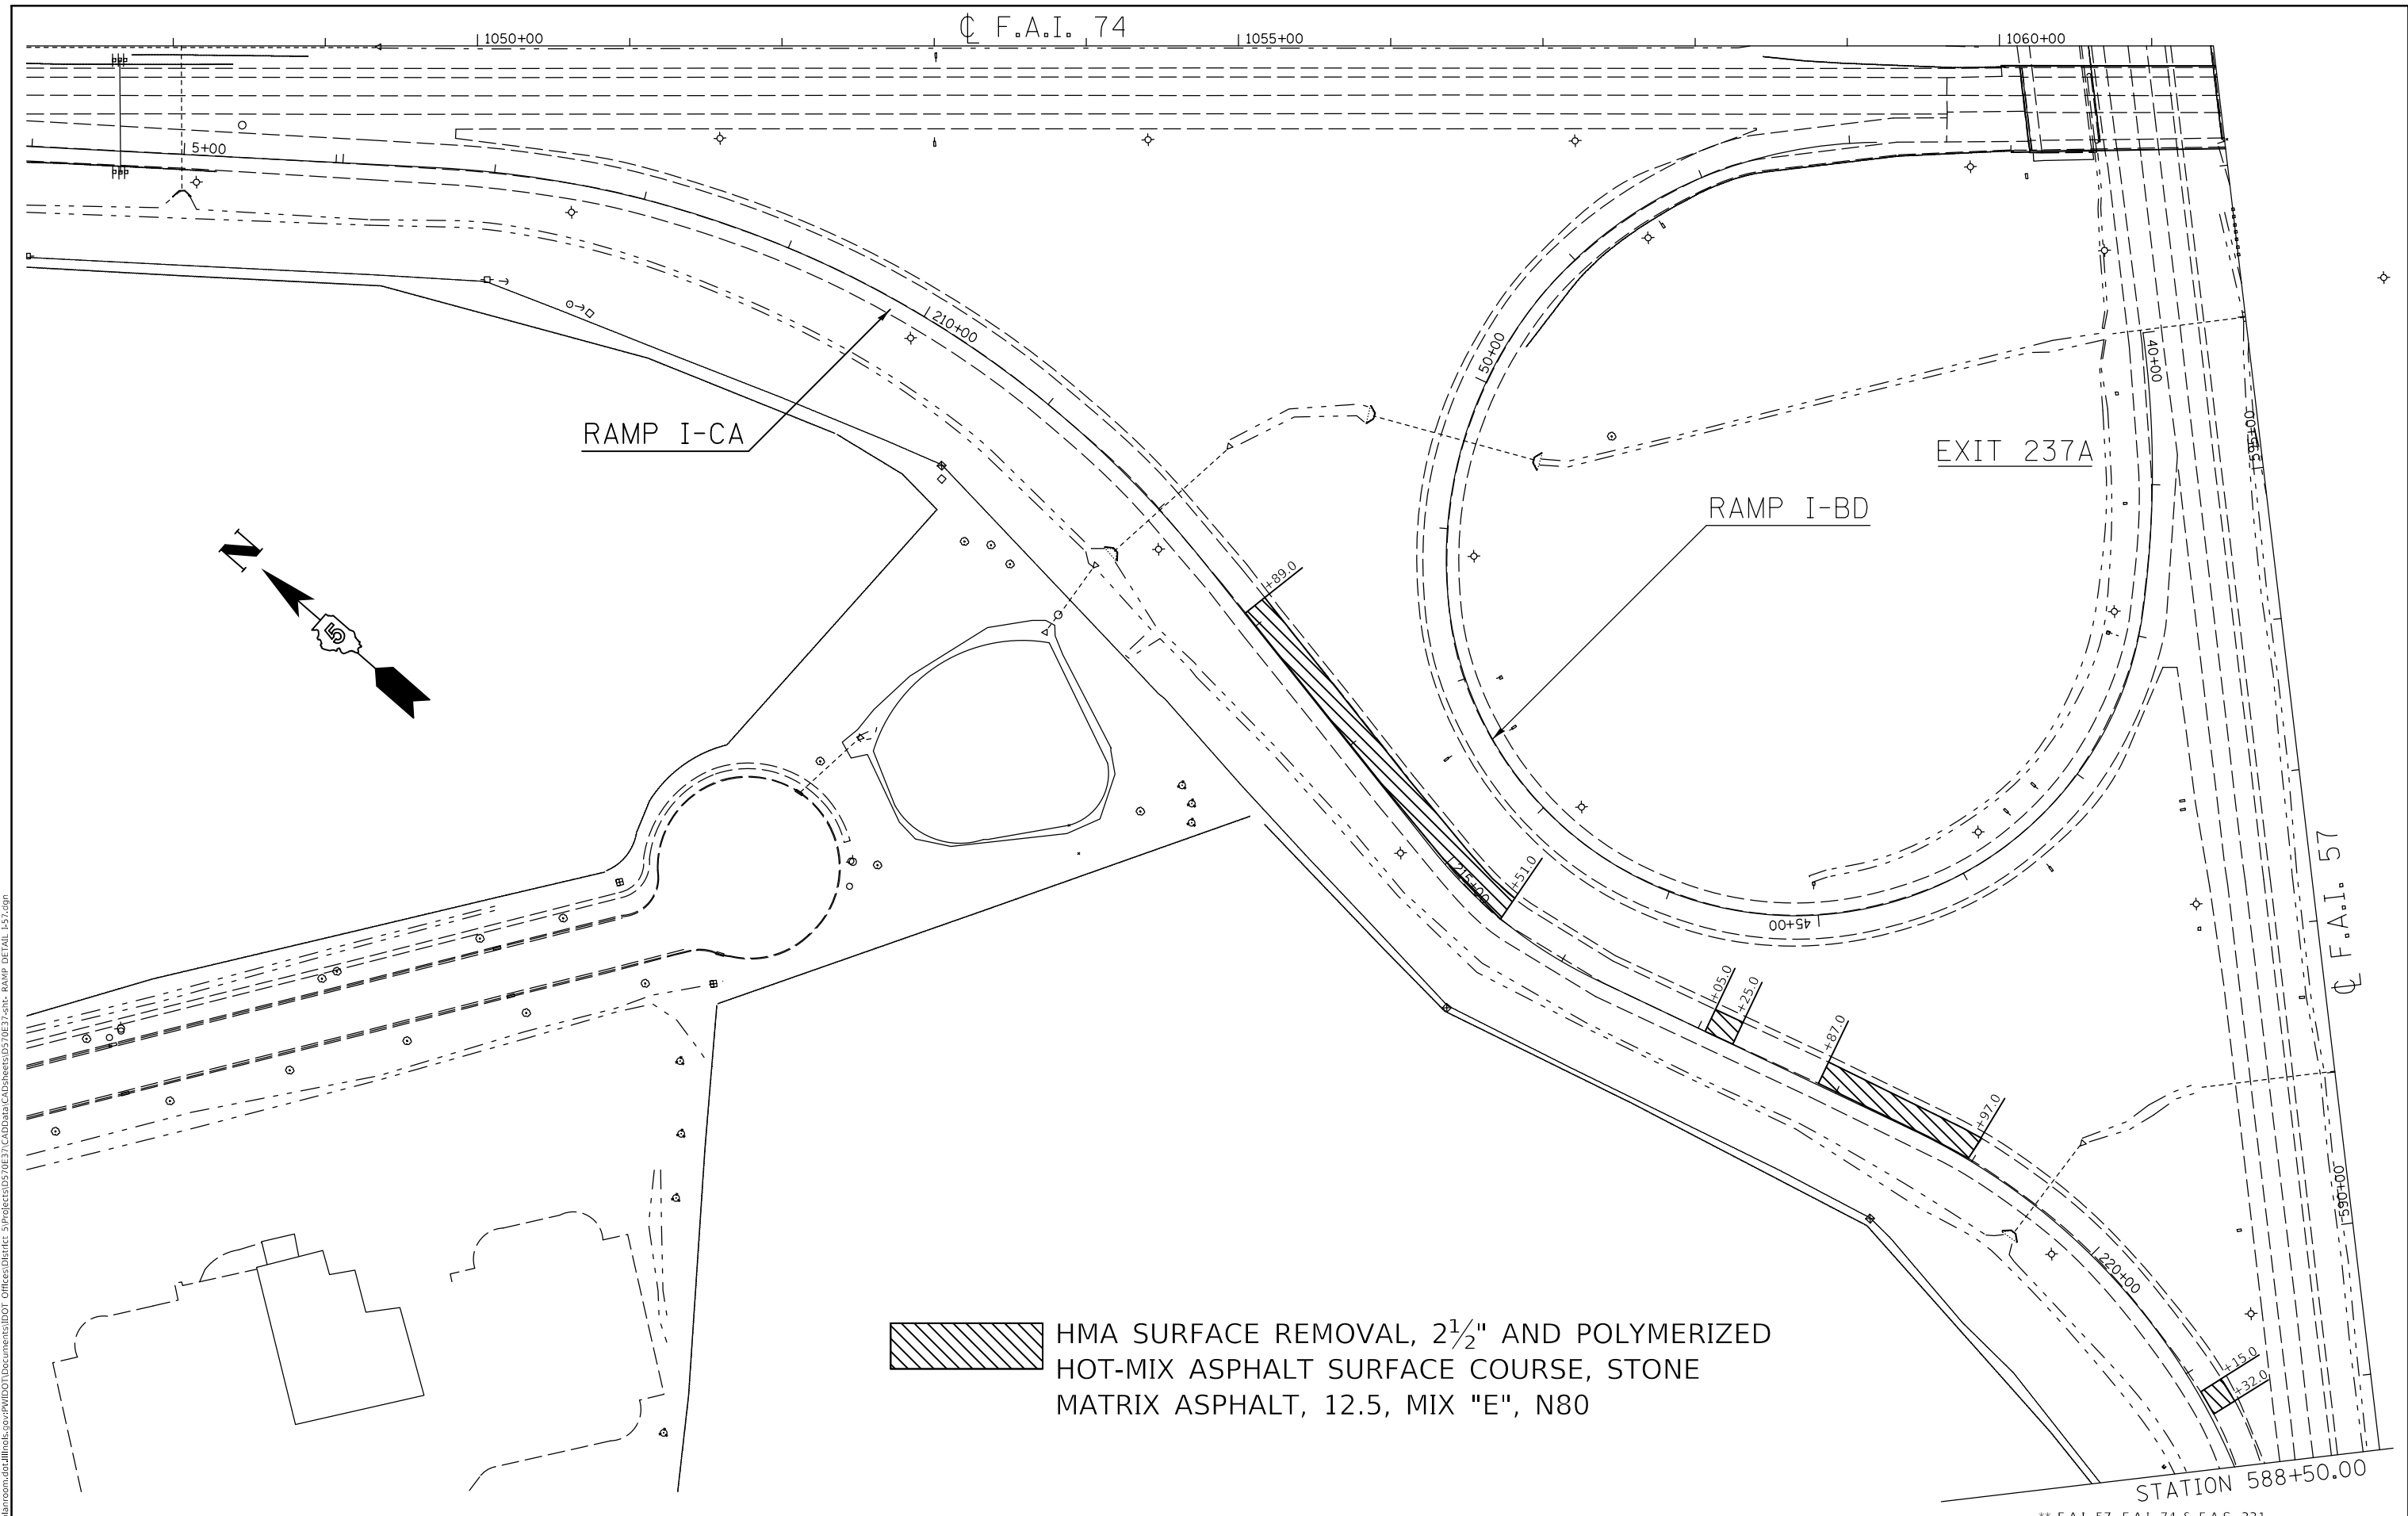 ℄ F.A.I. 74
1050+00
1055+00
1060+00
5+00
210+00
RAMP I-CA
50+00
40+00
EXIT 237A
595+00
RAMP I-BD
N
5
+89.0
215+00
+51.0
45+00
℄ F.A.I. 57
+05.0
+25.0
+87.0
+97.0
590+00
220+00
+15.0
+32.0
HMA SURFACE REMOVAL, 2½" AND POLYMERIZED
HOT-MIX ASPHALT SURFACE COURSE, STONE
MATRIX ASPHALT, 12.5, MIX "E", N80
STATION 588+50.00